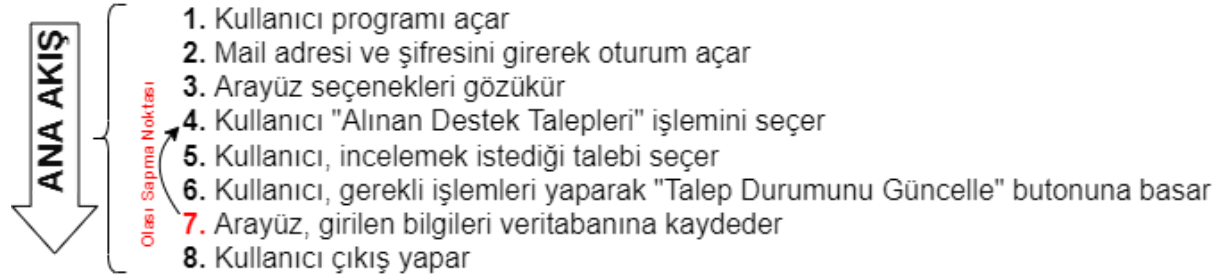 ANA AKIŞ
Olası Sapma Noktası
1. Kullanıcı programı açar
2. Mail adresi ve şifresini girerek oturum açar
3. Arayüz seçenekleri gözükür
4. Kullanıcı "Alınan Destek Talepleri" işlemini seçer
5. Kullanıcı, incelemek istediği talebi seçer
6. Kullanıcı, gerekli işlemleri yaparak "Talep Durumunu Güncelle" butonuna basar
7. Arayüz, girilen bilgileri veritabanına kaydeder
8. Kullanıcı çıkış yapar